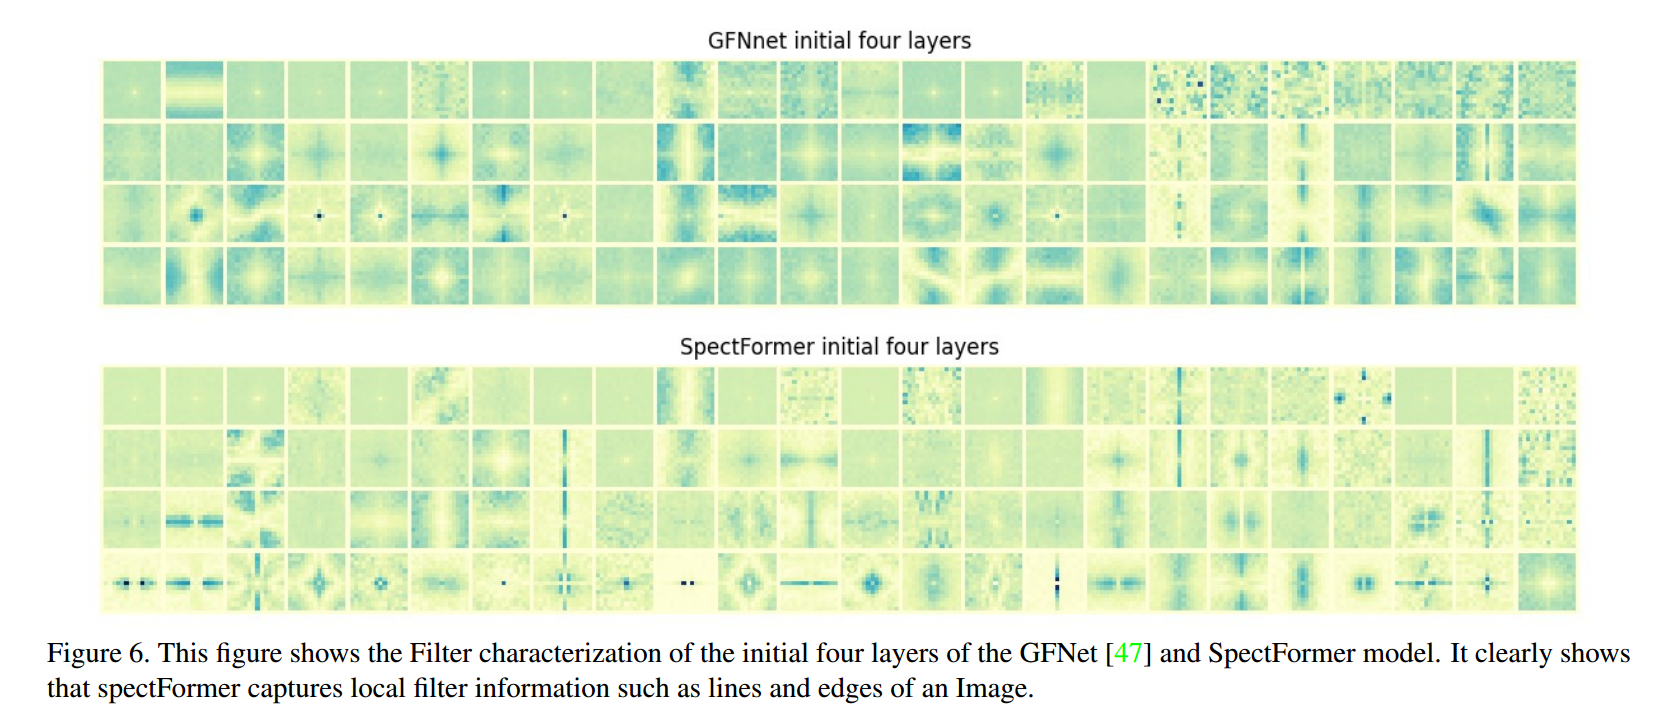 GFNnet initial four layers
SpectFormer initial four layers
Figure 6. This figure shows the Filter characterization of the initial four layers of the GFNet [47] and SpectFormer model. It clearly shows
that spectFormer captures local filter information such as lines and edges of an Image.